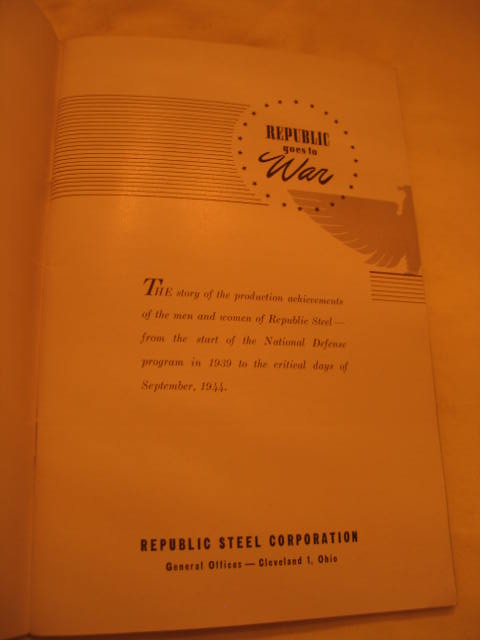 REPUBLIC
goes to
War
THE story of the production achievements
of the men and women of Republic Steel—
from the start of the National Defense
program in 1939 to the critical days of
September, 1944.
REPUBLIC STEEL CORPORATION
General Offices — Cleveland 1, Ohio